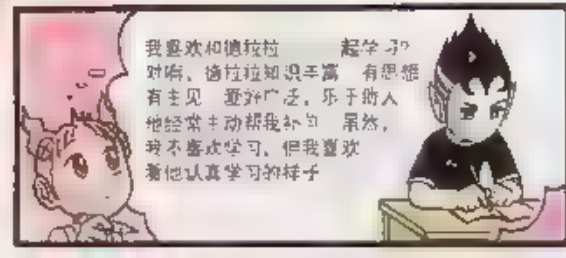 我喜欢和德拉拉 起学习?
对啊，德拉拉知识丰富 有思想
有主见 爱好广泛，乐于助人
他经常主动帮我补习 虽然，
我不喜欢学习，但我喜欢
看他认真学习的样子